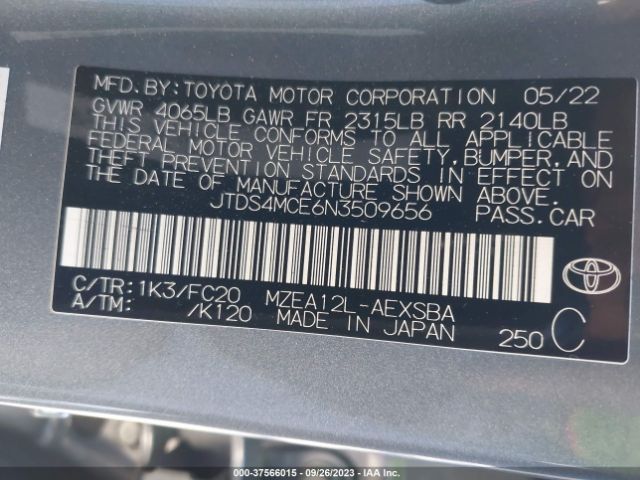 MFD. BY: TOYOTA MOTOR CORPORATION 05/22
GVWR 4065LB GAWR FR 2315LB RR 2140LB
THIS VEHICLE CONFORMS TO ALL APPLICABLE
FEDERAL MOTOR VEHICLE SAFETY, BUMPER, AND
THEFT PREVENTION STANDARDS IN EFFECT ON
THE DATE OF MANUFACTURE SHOWN ABOVE.
JTDS4MCE6N3509656 PASS. CAR
C/TR: 1K3/FC20 MZEA12L-AEXSBA
A/TM: /K120 MADE IN JAPAN 250 C
000-37566015 - 09/26/2023 - IAA Inc.